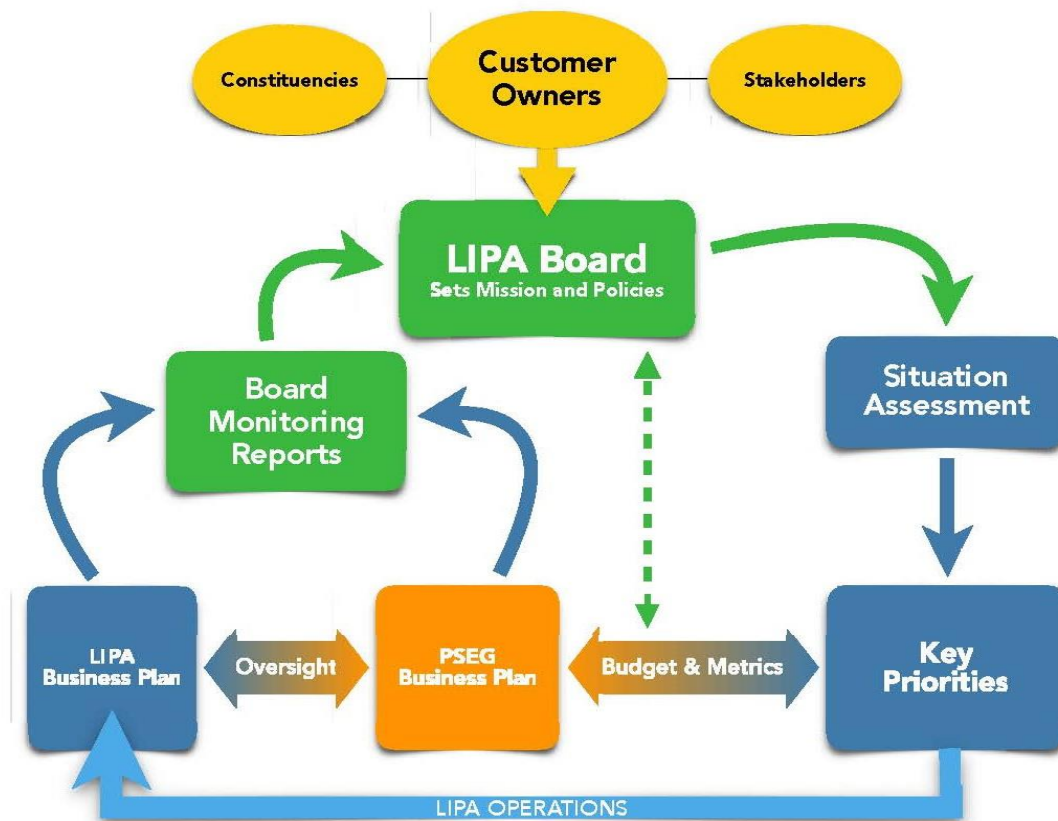 Constituencies
Customer
Owners
Stakeholders
LIPA Board
Sets Mission and Policies
Board
Monitoring
Reports
Situation
Assessment
LIPA
Business Plan
Oversight
PSEG
Business Plan
Budget & Metrics
Key
Priorities
LIPA OPERATIONS